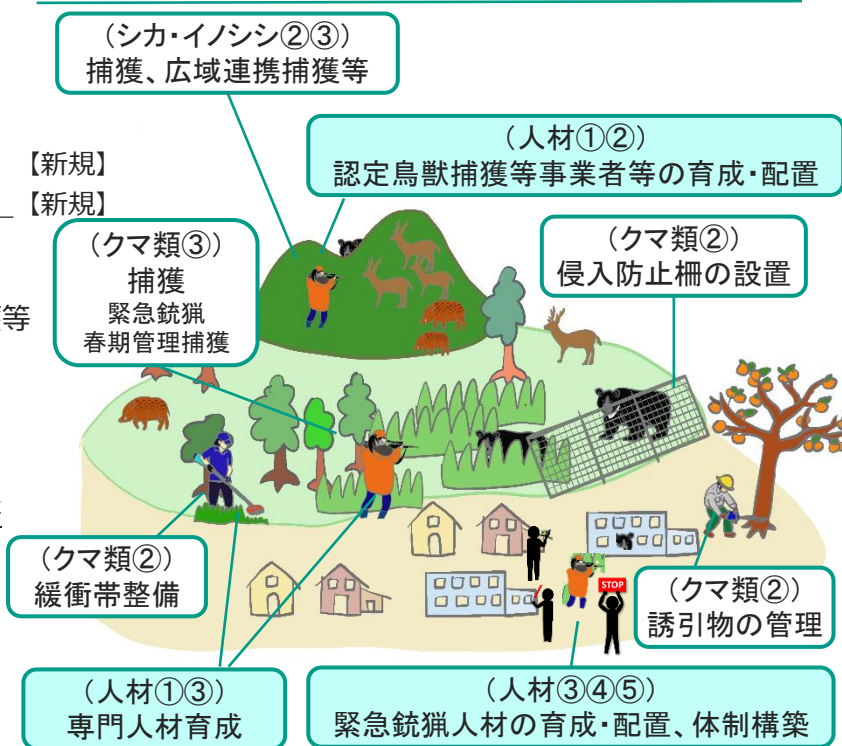 （シカ・イノシシ②③）
捕獲、広域連携捕獲等
【新規】
【新規】
（人材①②）
認定鳥獣捕獲等事業者等の育成・配置
（クマ類③）
捕獲
緊急銃猟
春期管理捕獲
（クマ類②）
侵入防止柵の設置
等
（クマ類②）
緩衝帯整備
STOP
（クマ類②）
誘引物の管理
（人材①③）
専門人材育成
（人材③④⑤）
緊急銃猟人材の育成・配置、体制構築